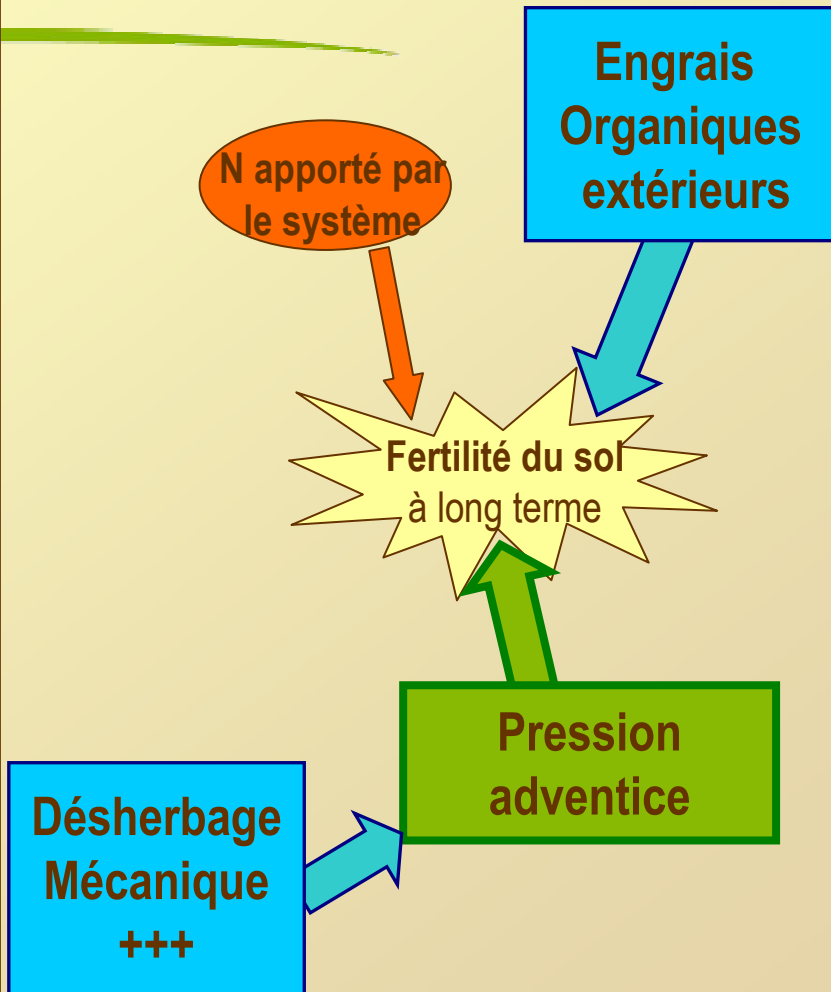 Engrais
Organiques
extérieurs
N apporté par
le système
Fertilité du sol
à long terme
Pression
adventice
Désherbage
Mécanique
+++